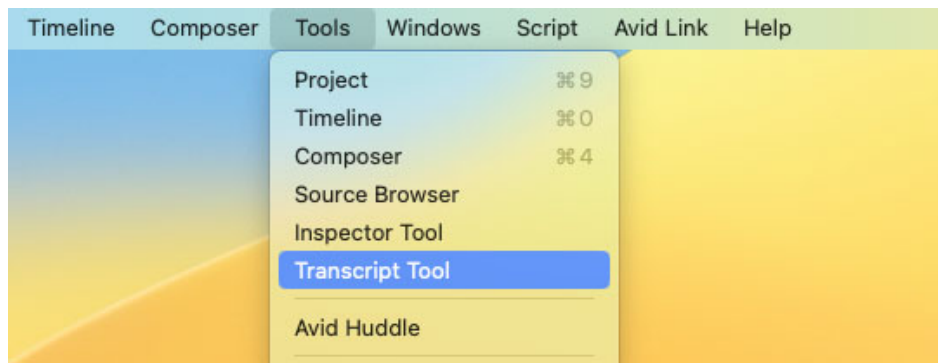 Timeline Composer Tools Windows Script Avid Link Help
Project ⌘9
Timeline ⌘0
Composer ⌘4
Source Browser
Inspector Tool
Transcript Tool
Avid Huddle